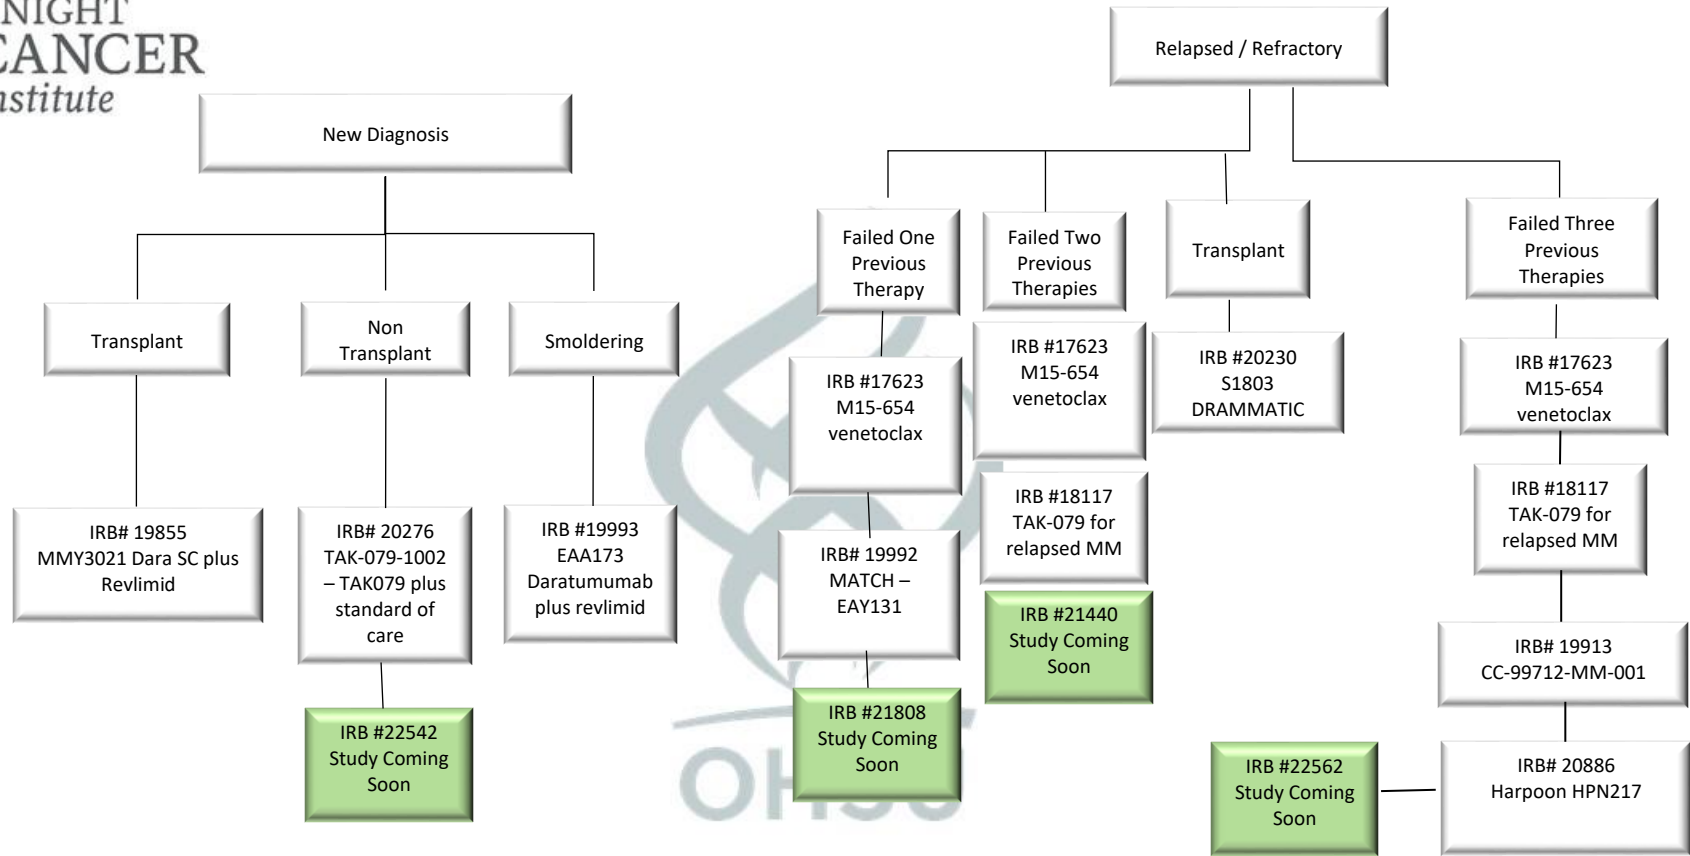 NIGHT
CANCER
nstitute
New Diagnosis
Transplant
Non
Transplant
Smoldering
IRB# 19855
MMY3021 Dara SC plus
Revlimid
IRB# 20276
TAK-079-1002
– TAK079 plus
standard of
care
IRB #19993
EAA173
Daratumumab
plus revlimid
IRB #22542
Study Coming
Soon
Relapsed / Refractory
Failed One
Previous
Therapy
Failed Two
Previous
Therapies
Transplant
Failed Three
Previous
Therapies
IRB #17623
M15-654
venetoclax
IRB# 19992
MATCH –
EAY131
IRB #21808
Study Coming
Soon
IRB #17623
M15-654
venetoclax
IRB #18117
TAK-079 for
relapsed MM
IRB #21440
Study Coming
Soon
IRB #20230
S1803
DRAMMATIC
IRB #17623
M15-654
venetoclax
IRB #18117
TAK-079 for
relapsed MM
IRB# 19913
CC-99712-MM-001
IRB# 20886
Harpoon HPN217
IRB #22562
Study Coming
Soon
OHSU